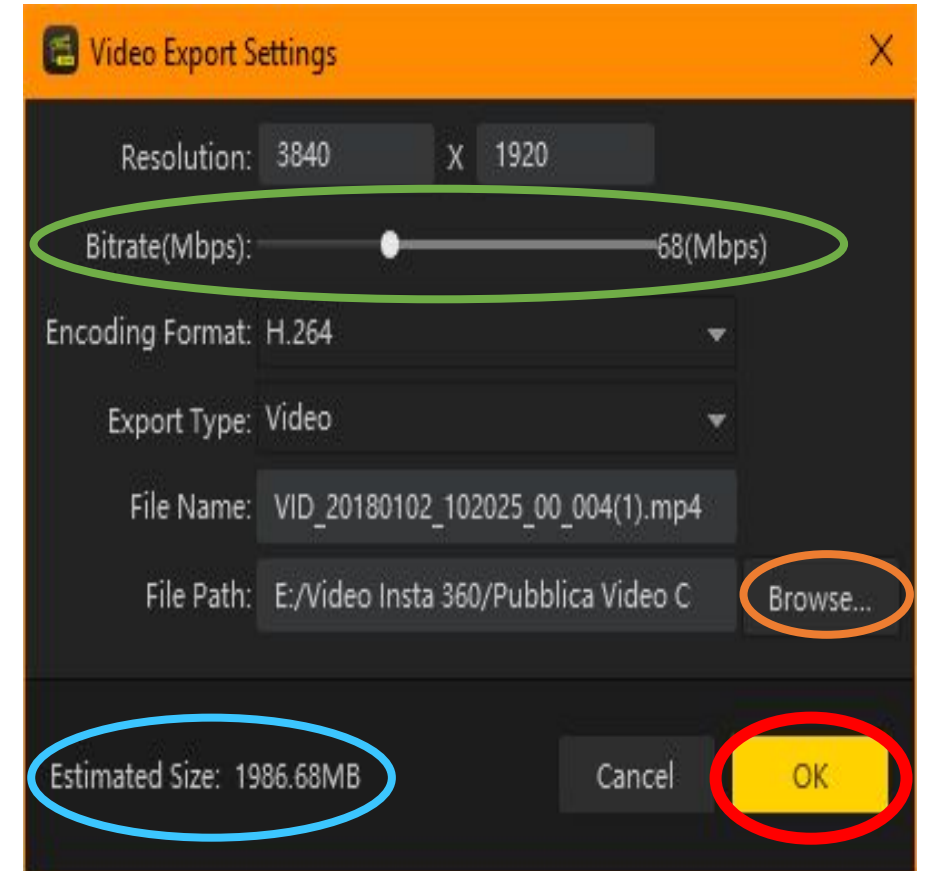 Video Export Settings X
Resolution: 3840 X 1920
Bitrate(Mbps): 68(Mbps)
Encoding Format: H.264
Export Type: Video
File Name: VID_20180102_102025_00_004(1).mp4
File Path: E:/Video Insta 360/Pubblica Video C Browse...
Estimated Size: 1986.68MB Cancel OK